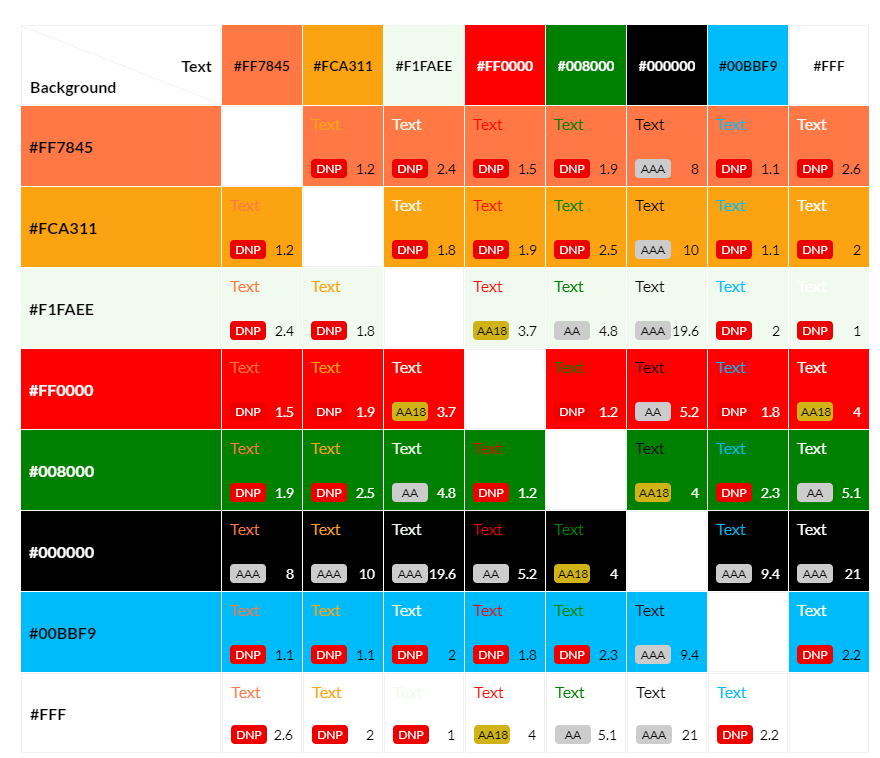 Text #FF7845 #FCA311 #F1FAEE #FF0000 #008000 #000000 #00BBF9 #FFF
Background
#FF7845
Text Text Text Text Text Text Text
DNP 1.2 DNP 2.4 DNP 1.5 DNP 1.9 AAA 8 DNP 1.1 DNP 2.6
#FCA311
Text Text Text Text Text Text Text
DNP 1.2 DNP 1.8 DNP 1.9 DNP 2.5 AAA 10 DNP 1.1 DNP 2
#F1FAEE
Text Text Text Text Text Text Text
DNP 2.4 DNP 1.8 AA18 3.7 AA 4.8 AAA 19.6 DNP 2 DNP 1
#FF0000
Text Text Text Text Text Text Text
DNP 1.5 DNP 1.9 AA18 3.7 DNP 1.2 AA 5.2 DNP 1.8 AA18 4
#008000
Text Text Text Text Text Text Text
DNP 1.9 DNP 2.5 AA 4.8 DNP 1.2 AA18 4 DNP 2.3 AA 5.1
#000000
Text Text Text Text Text Text Text
AAA 8 AAA 10 AAA 19.6 AA 5.2 AA18 4 AAA 9.4 AAA 21
#00BBF9
Text Text Text Text Text Text Text
DNP 1.1 DNP 1.1 DNP 2 DNP 1.8 DNP 2.3 AAA 9.4 DNP 2.2
#FFF
Text Text Text Text Text Text Text
DNP 2.6 DNP 2 DNP 1 AA18 4 AA 5.1 AAA 21 DNP 2.2